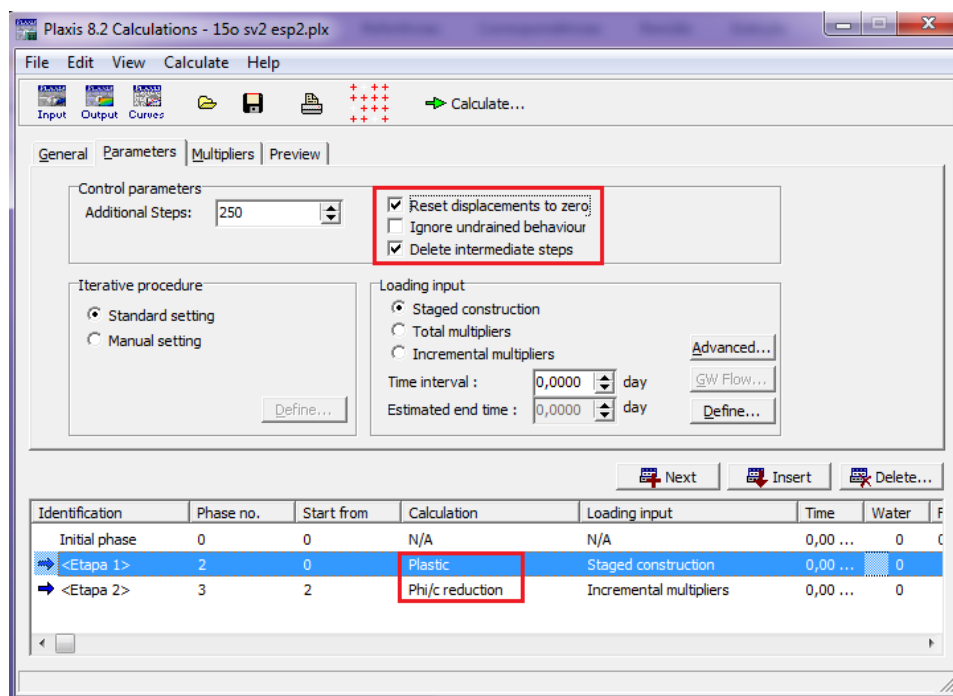 Plaxis 8.2 Calculations - 15o sv2 esp2.plx
File Edit View Calculate Help
Input Output Curves Calculate...
General Parameters Multipliers Preview
Control parameters
Additional Steps: 250
Reset displacements to zero
Ignore undrained behaviour
Delete intermediate steps
Iterative procedure
Standard setting
Manual setting
Define...
Loading input
Staged construction
Total multipliers
Incremental multipliers
Advanced...
Time interval : 0,0000 day GW Flow...
Estimated end time : 0,0000 day Define...
Next Insert Delete...
Identification Phase no. Start from Calculation Loading input Time Water F
Initial phase 0 0 N/A N/A 0,00 ... 0
<Etapa 1> 2 0 Plastic Staged construction 0,00 ... 0
<Etapa 2> 3 2 Phi/c reduction Incremental multipliers 0,00 ... 0